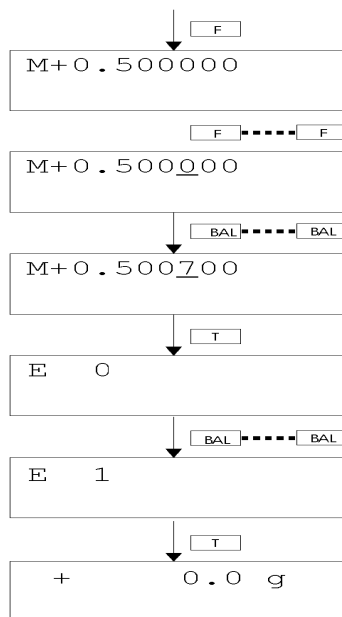 F
M+0.500000
F F
M+0.500000
BAL BAL
M+0.500700
T
E 0
BAL BAL
E 1
T
+ 0.0 g